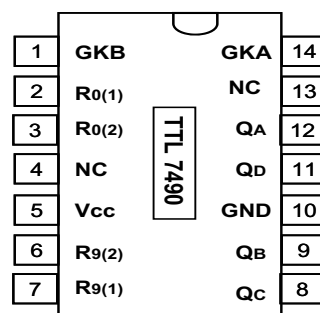 1 GKB GKA 14
2 R0(1) NC 13
3 R0(2) QA 12
4 NC QD 11
5 Vcc GND 10
6 R9(2) QB 9
7 R9(1) QC 8
TTL 7490